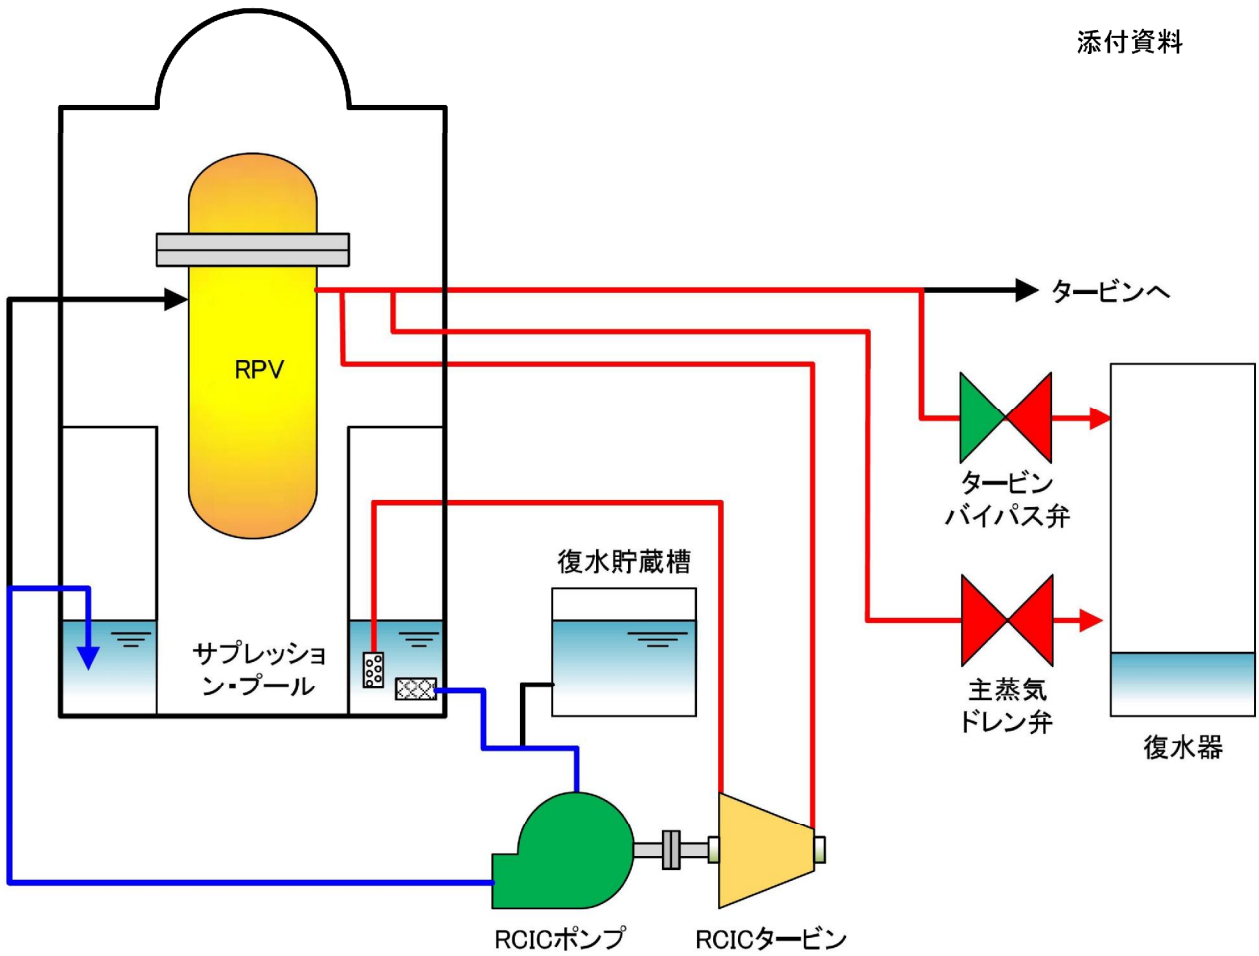 添付資料
タービンへ
RPV
タービン
バイパス弁
復水貯蔵槽
サプレッショ
ン・プール
主蒸気
ドレン弁
復水器
RCICポンプ
RCICタービン